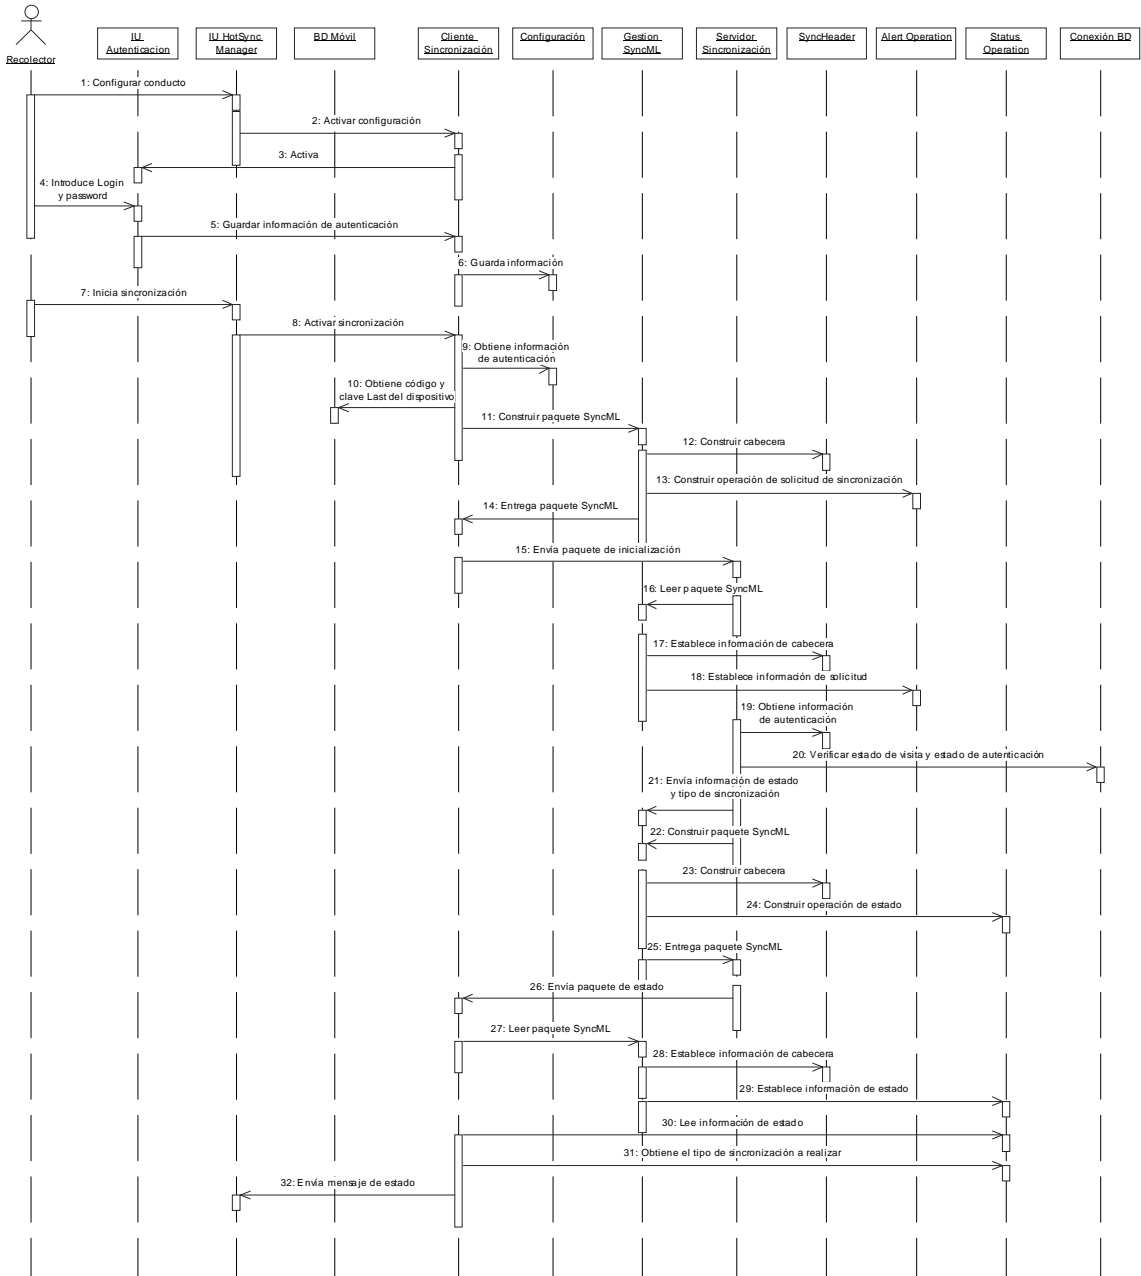 Recolector
IU
Autenticacion
IU HotSync
Manager
BD Móvil
Cliente
Sincronización
Configuración
Gestion
SyncML
Servidor
Sincronización
SyncHeader
Alert Operation
Status
Operation
Conexión BD
1: Configurar conducto
2: Activar configuración
3: Activa
4: Introduce Login
y password
5: Guardar información de autenticación
6: Guarda información
7: Inicia sincronización
8: Activar sincronización
9: Obtiene información
de autenticación
10: Obtiene código y
clave Last del dispositivo
11: Construir paquete SyncML
12: Construir cabecera
13: Construir operación de solicitud de sincronización
14: Entrega paquete SyncML
15: Envía paquete de inicialización
16: Leer paquete SyncML
17: Establece información de cabecera
18: Establece información de solicitud
19: Obtiene información
de autenticación
20: Verificar estado de visita y estado de autenticación
21: Envía información de estado
y tipo de sincronización
22: Construir paquete SyncML
23: Construir cabecera
24: Construir operación de estado
25: Entrega paquete SyncML
26: Envía paquete de estado
27: Leer paquete SyncML
28: Establece información de cabecera
29: Establece información de estado
30: Lee información de estado
31: Obtiene el tipo de sincronización a realizar
32: Envía mensaje de estado